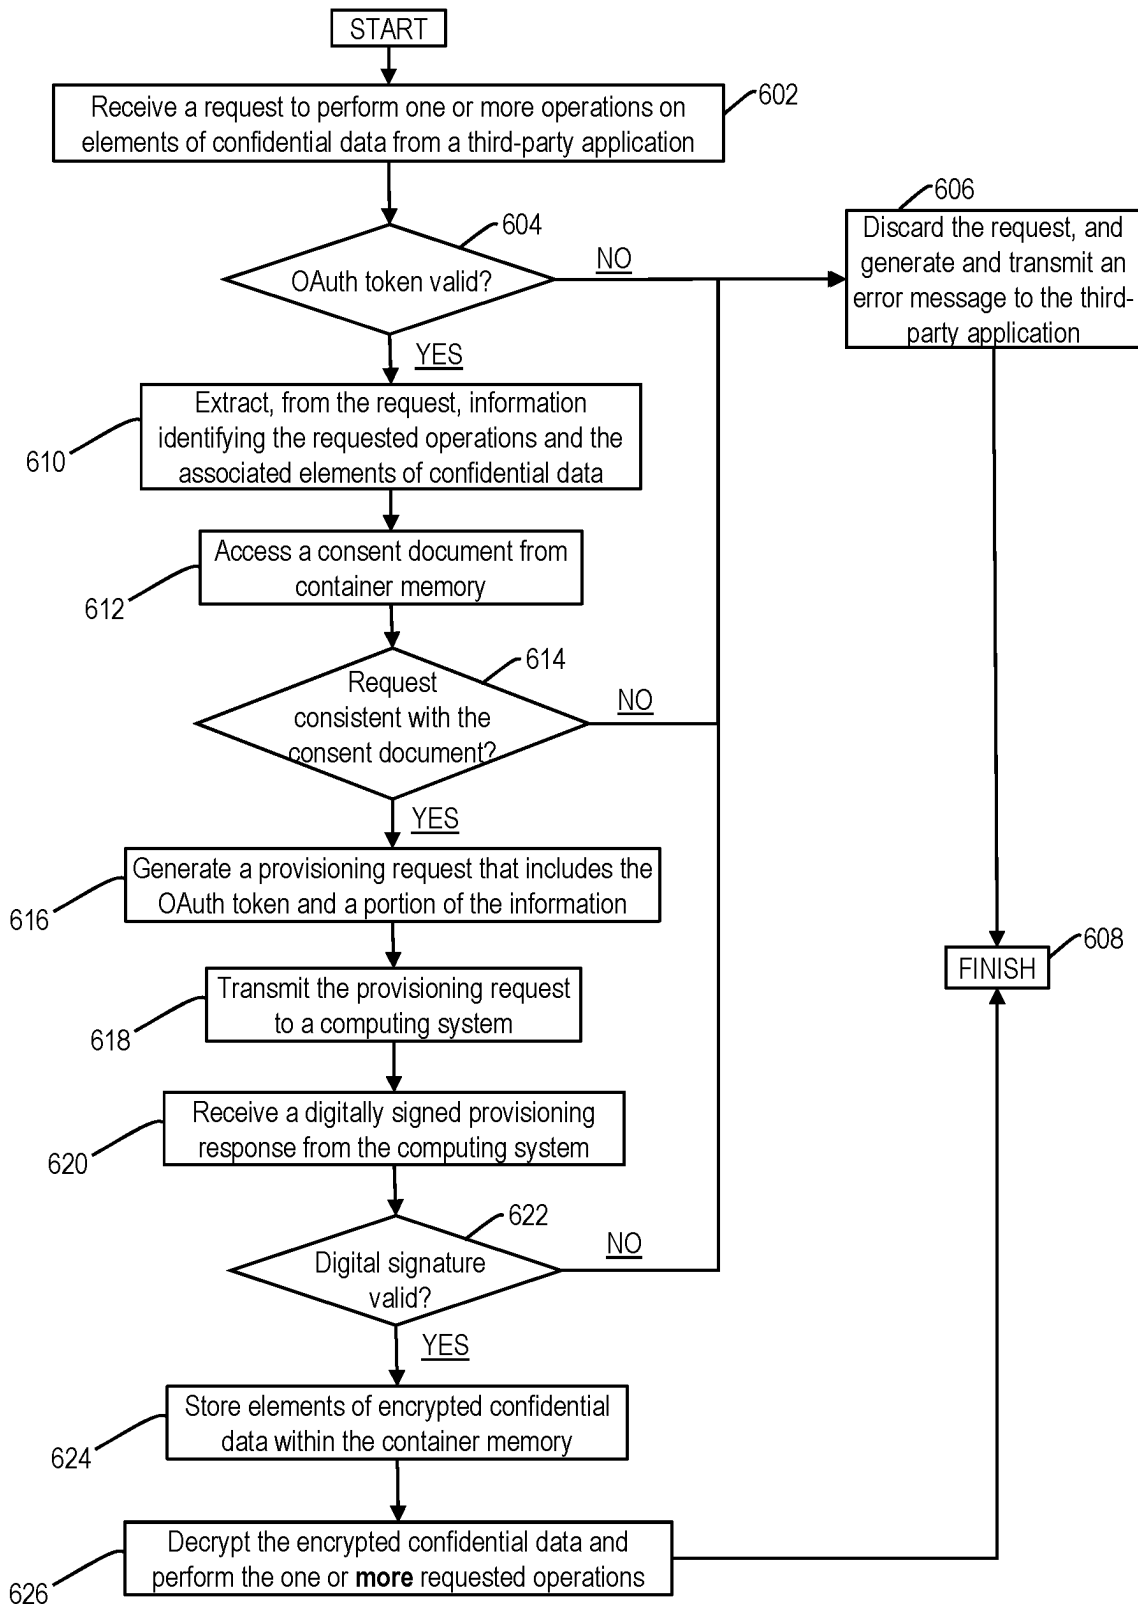 START
602
Receive a request to perform one or more operations on
elements of confidential data from a third-party application
604
OAuth token valid?
NO
606
Discard the request, and
generate and transmit an
error message to the third-
party application
YES
610
Extract, from the request, information
identifying the requested operations and the
associated elements of confidential data
612
Access a consent document from
container memory
614
Request
consistent with the
consent document?
NO
YES
616
Generate a provisioning request that includes the
OAuth token and a portion of the information
608
FINISH
618
Transmit the provisioning request
to a computing system
620
Receive a digitally signed provisioning
response from the computing system
622
Digital signature
valid?
NO
YES
624
Store elements of encrypted confidential
data within the container memory
626
Decrypt the encrypted confidential data and
perform the one or more requested operations